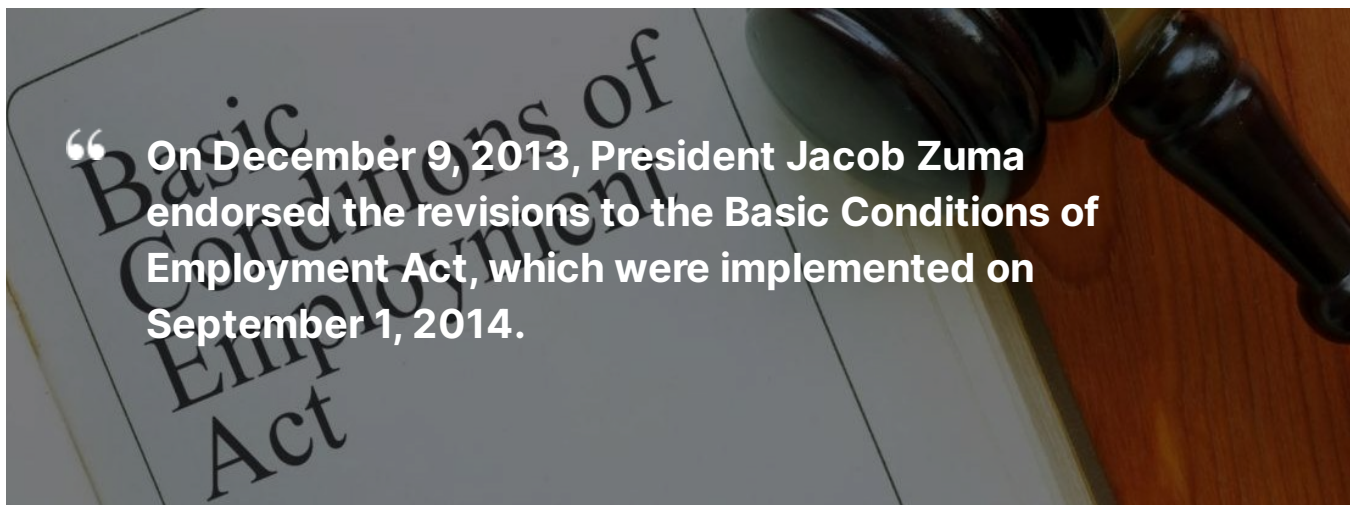 Basic
Conditions of
Employment
Act
“
On December 9, 2013, President Jacob Zuma
endorsed the revisions to the Basic Conditions of
Employment Act, which were implemented on
September 1, 2014.